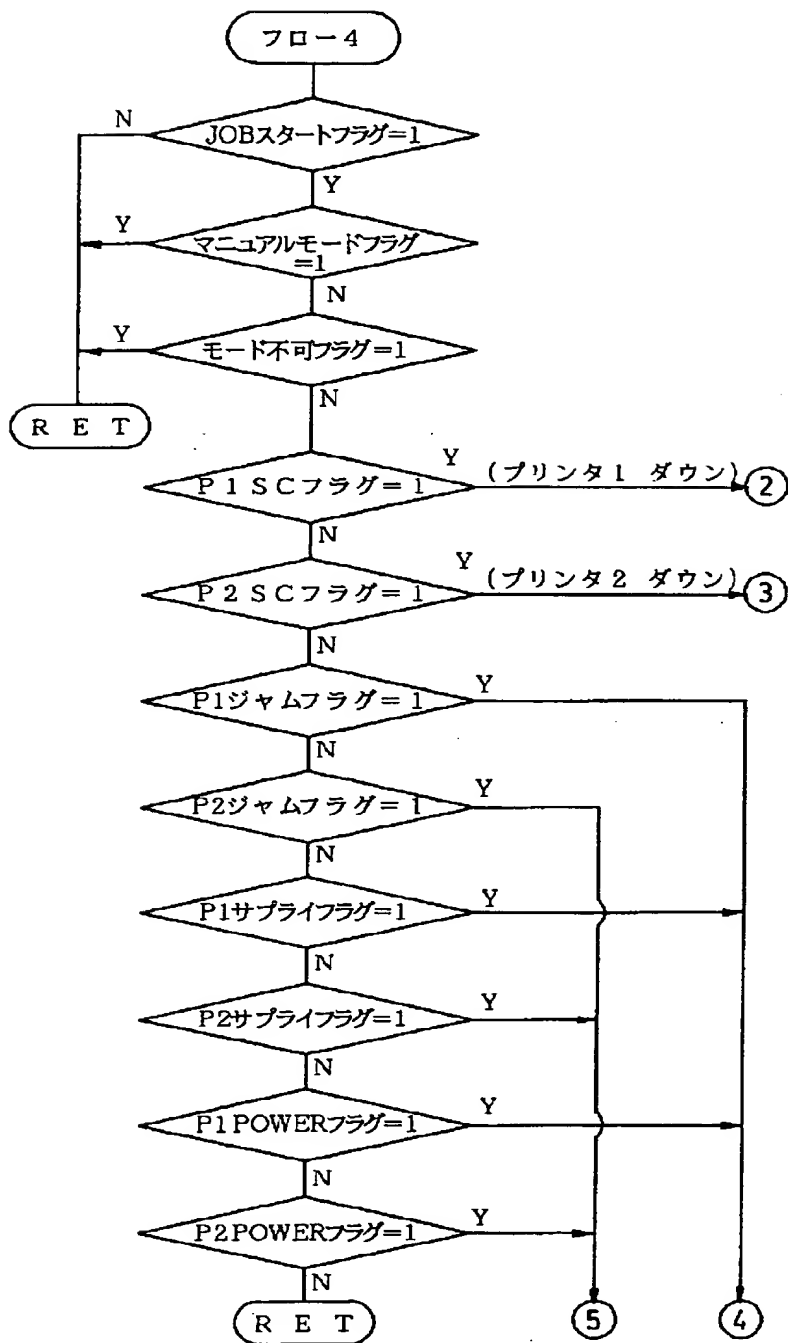 フロー4
N
JOBスタートフラグ=1
Y
Y
マニュアルモードフラグ
=1
N
Y
モード不可フラグ=1
N
RET
P1SCフラグ=1
Y
(プリンタ1 ダウン)
2
N
P2SCフラグ=1
Y
(プリンタ2 ダウン)
3
N
P1ジャムフラグ=1
Y
N
P2ジャムフラグ=1
Y
N
P1サプライフラグ=1
Y
N
P2サプライフラグ=1
Y
N
P1POWERフラグ=1
Y
N
P2POWERフラグ=1
Y
N
RET
5
4